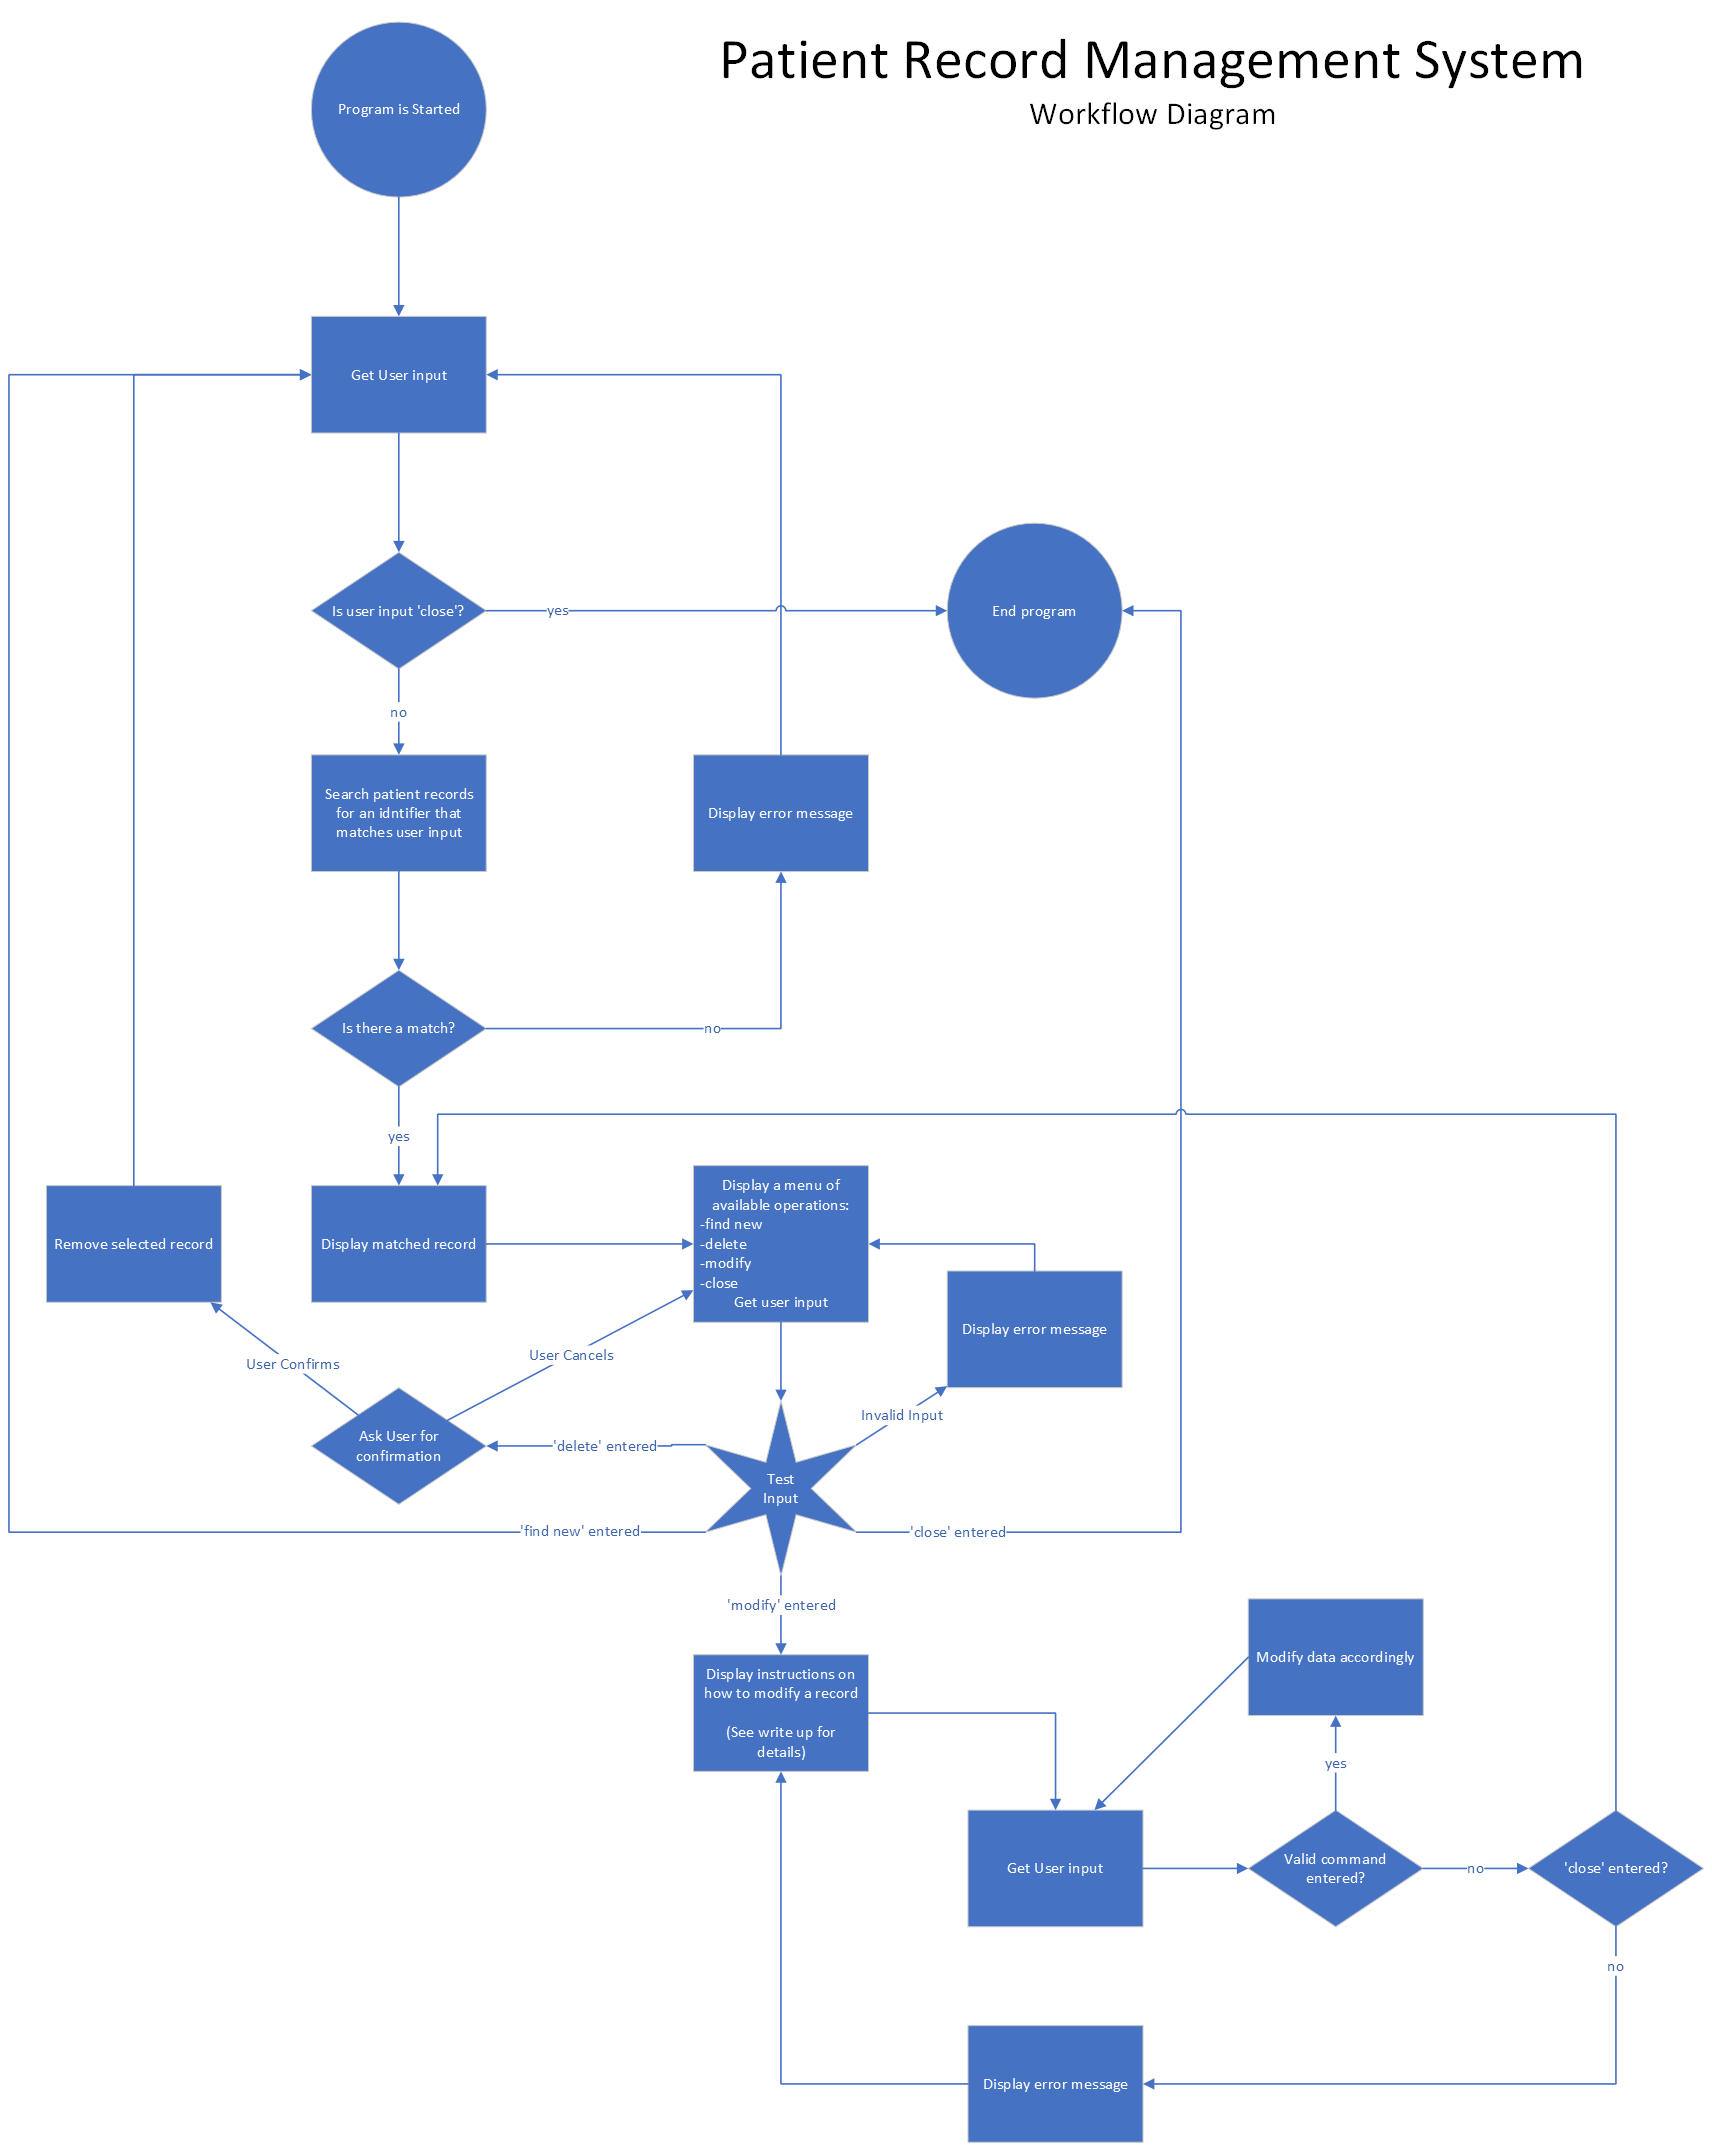 Patient Record Management System
Workflow Diagram
Program is Started
Get User input
Is user input 'close'?
yes
End program
no
Search patient records
for an idntifier that
matches user input
Display error message
Is there a match?
no
yes
Remove selected record
Display matched record
Display a menu of
available operations:
-find new
-delete
-modify
-close
Get user input
Display error message
User Confirms
User Cancels
Invalid Input
Ask User for
confirmation
'delete' entered
Test
Input
'find new' entered
'close' entered
'modify' entered
Display instructions on
how to modify a record
(See write up for
details)
Modify data accordingly
yes
Get User input
Valid command
entered?
no
'close' entered?
no
Display error message